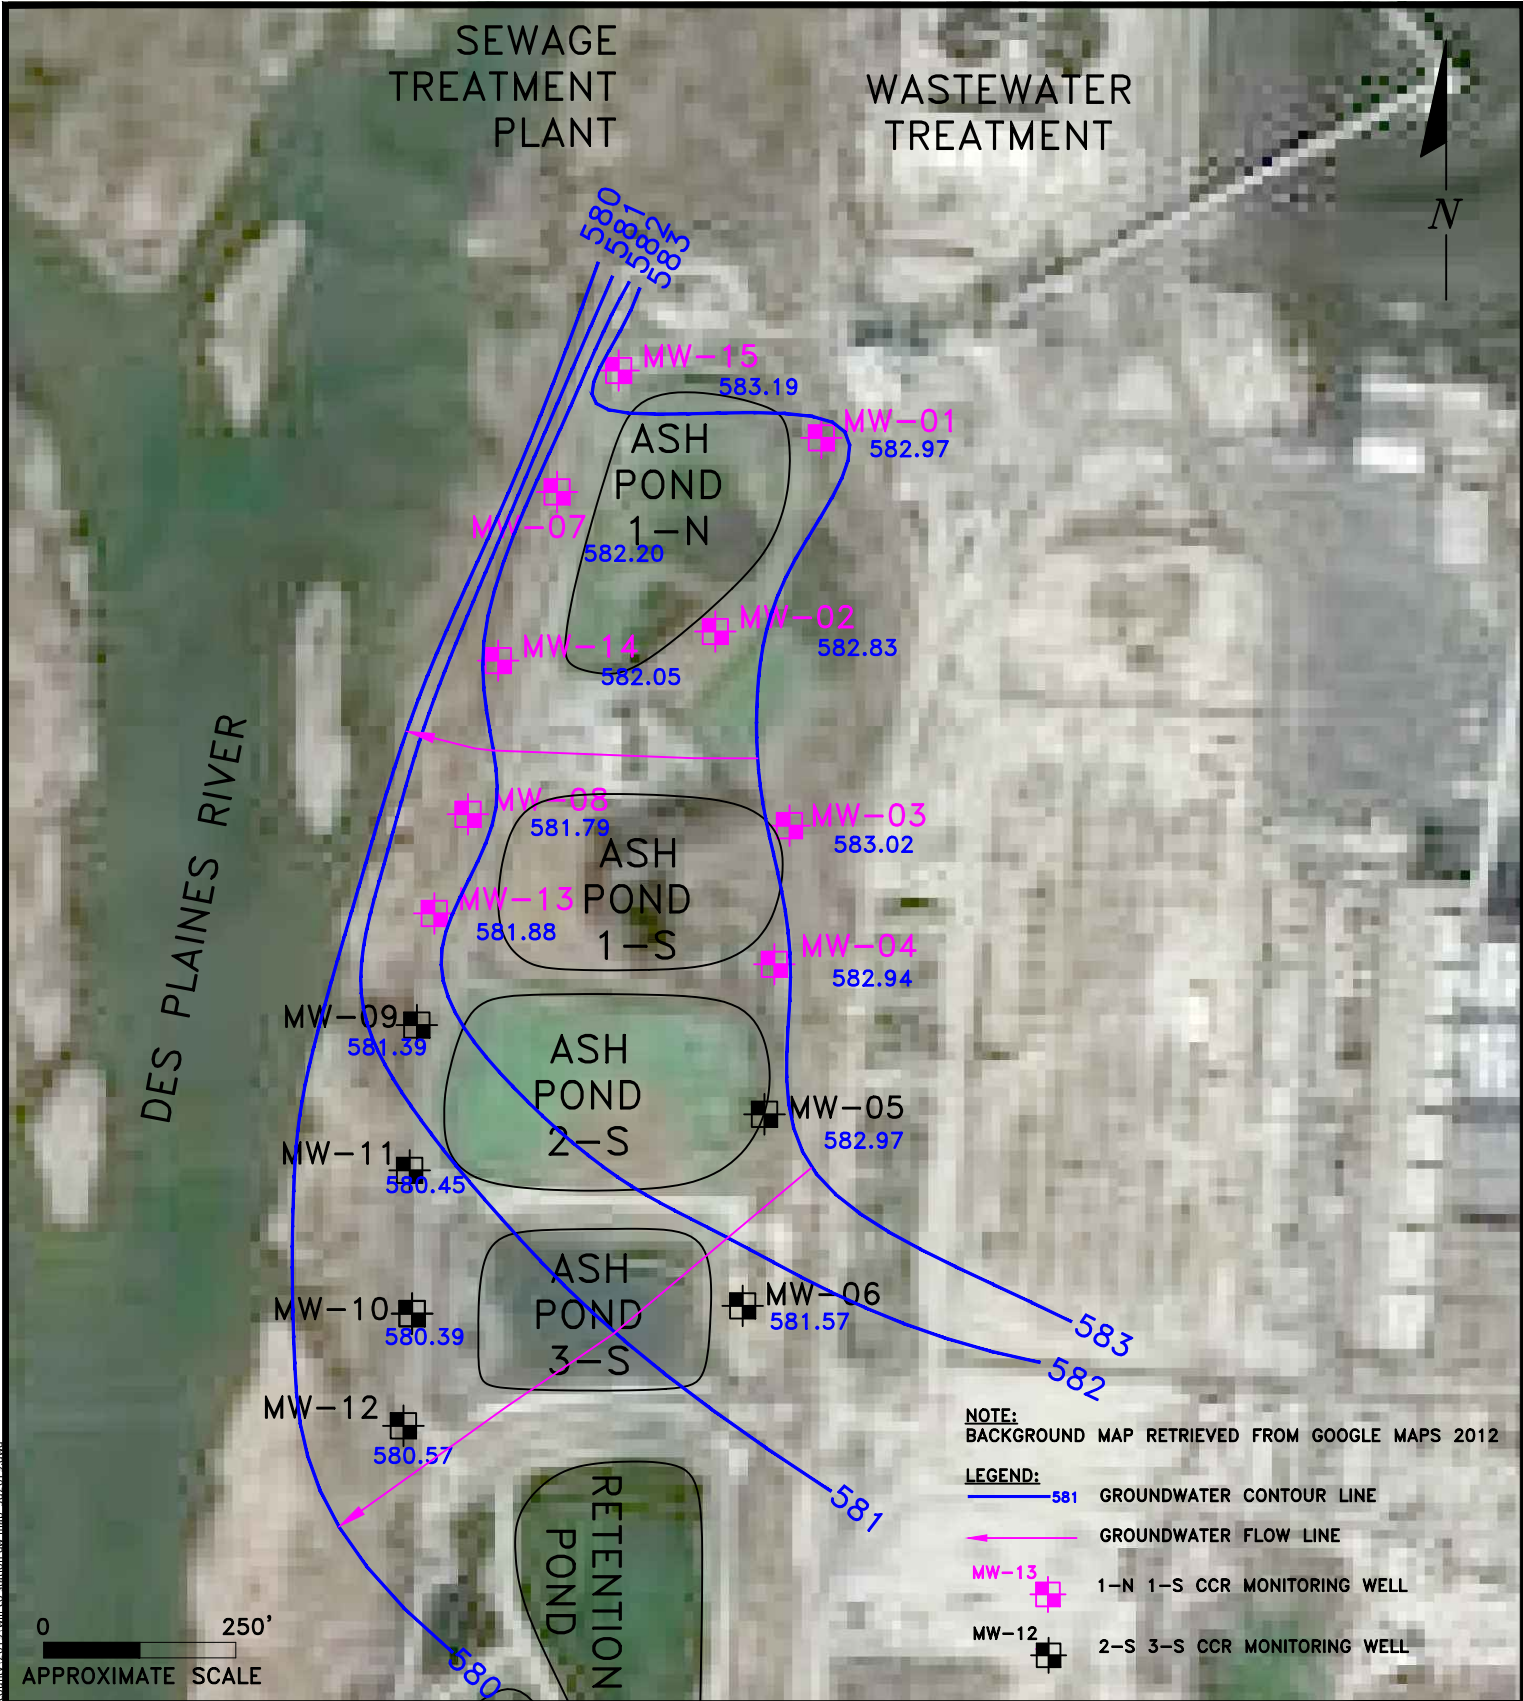 SEWAGE
TREATMENT
PLANT
WASTEWATER
TREATMENT
N
580
581
582
583
MW-15
583.19
MW-01
582.97
ASH
POND
1-N
MW-07
582.20
MW-02
582.83
MW-14
582.05
DES PLAINES RIVER
MW-08
581.79
MW-03
583.02
ASH
POND
1-S
MW-13
581.88
MW-04
582.94
MW-09
581.39
ASH
POND
2-S
MW-05
582.97
MW-11
580.45
ASH
POND
3-S
MW-06
581.57
MW-10
580.39
583
582
MW-12
580.57
581
RETENTION
POND
580
NOTE:
BACKGROUND MAP RETRIEVED FROM GOOGLE MAPS 2012
LEGEND:
581 GROUNDWATER CONTOUR LINE
GROUNDWATER FLOW LINE
MW-13 1-N 1-S CCR MONITORING WELL
MW-12 2-S 3-S CCR MONITORING WELL
0 250'
APPROXIMATE SCALE